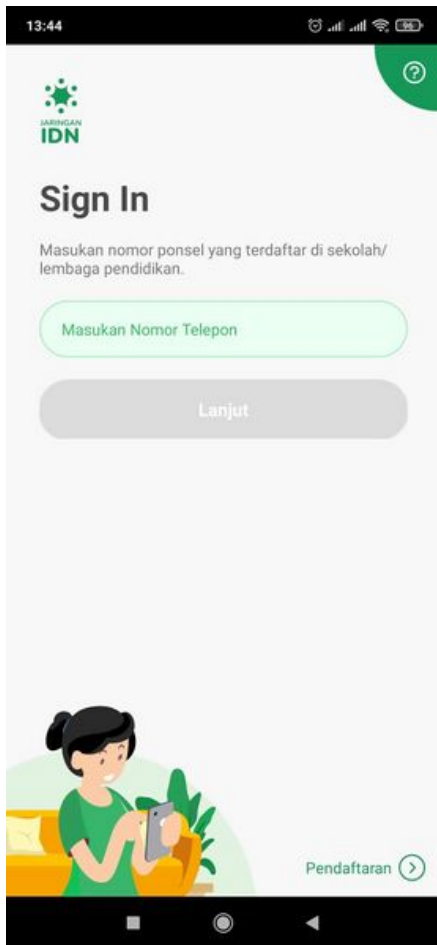 13:44
96
JARINGAN
IDN
Sign In
Masukan nomor ponsel yang terdaftar di sekolah/
lembaga pendidikan.
Masukan Nomor Telepon
Lanjut
Pendaftaran